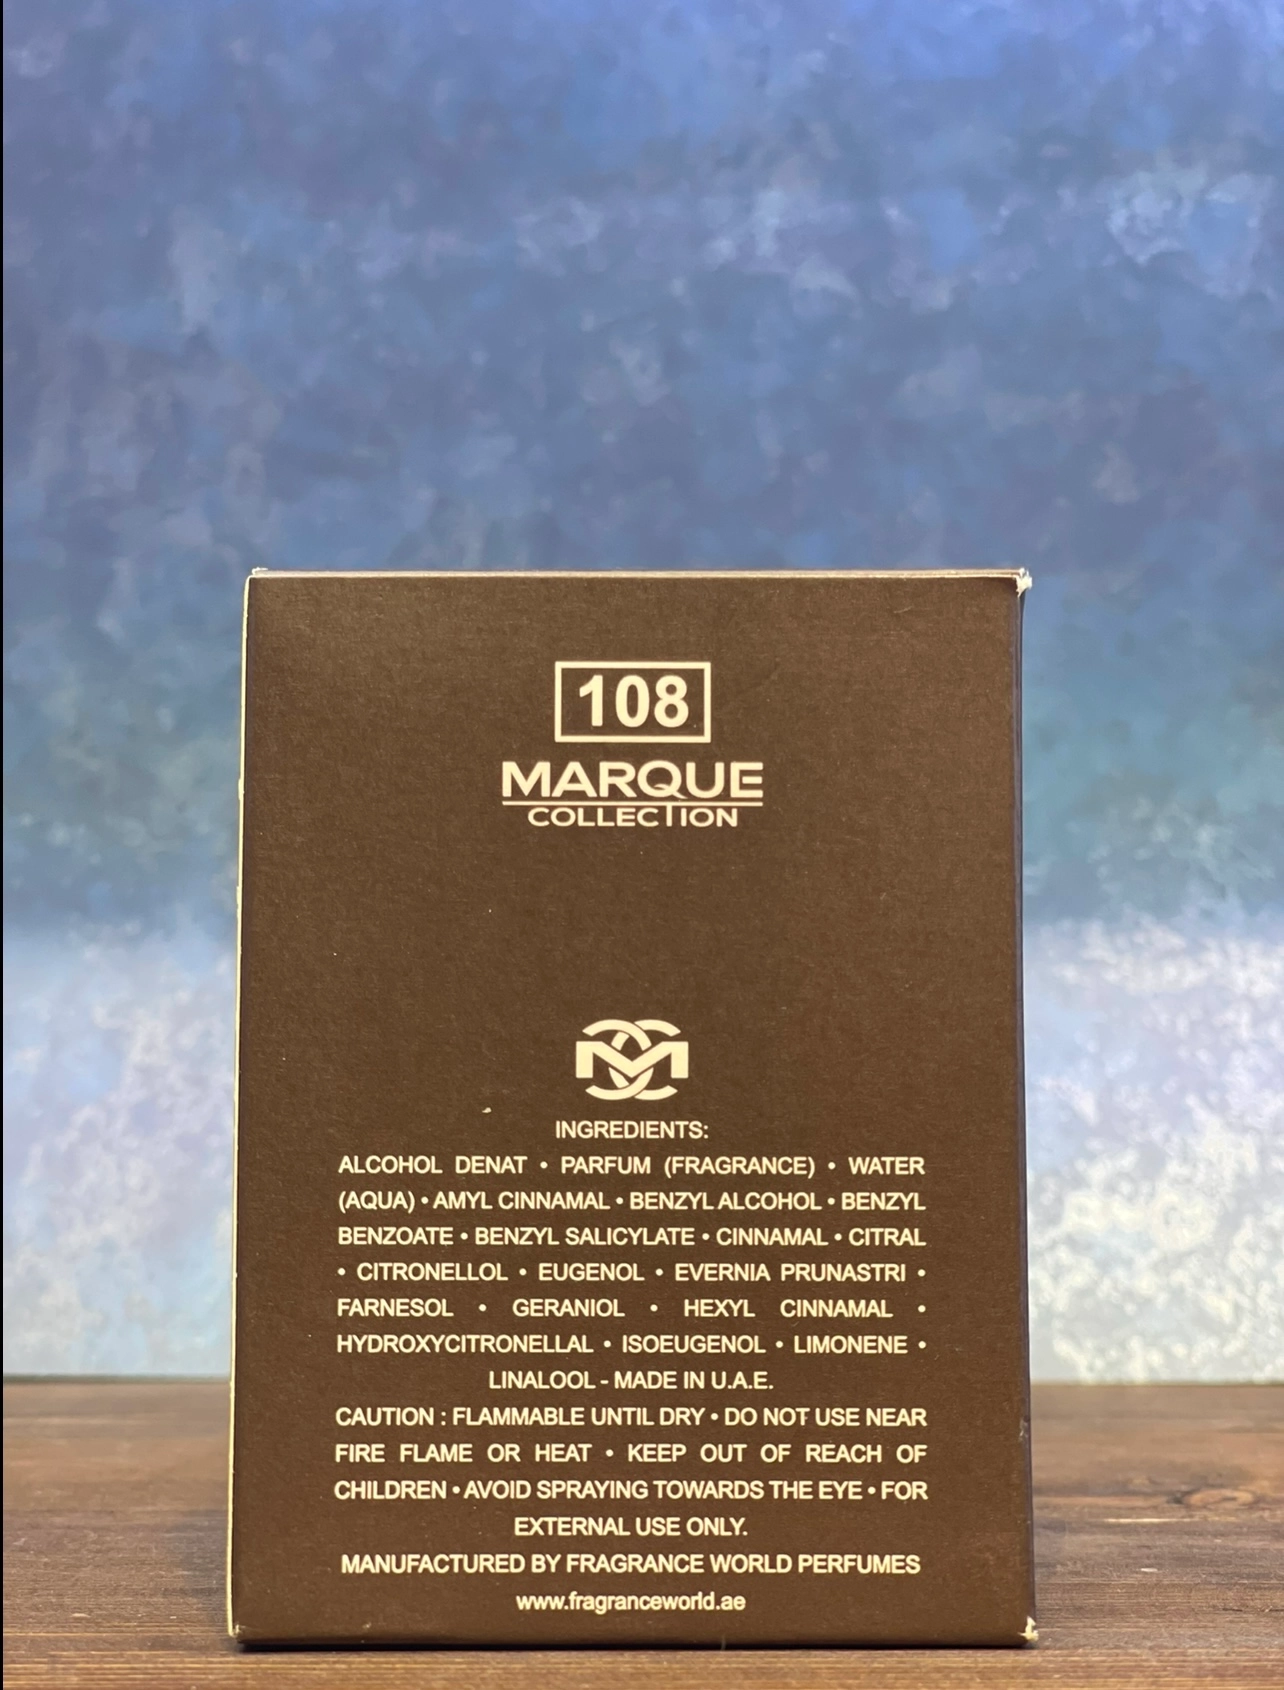 108
MARQUE
COLLECTION
INGREDIENTS:
ALCOHOL DENAT • PARFUM (FRAGRANCE) • WATER
(AQUA) • AMYL CINNAMAL • BENZYL ALCOHOL • BENZYL
BENZOATE • BENZYL SALICYLATE • CINNAMAL • CITRAL
• CITRONELLOL • EUGENOL • EVERNIA PRUNASTRI •
FARNESOL • GERANIOL • HEXYL CINNAMAL •
HYDROXYCITRONELLAL • ISOEUGENOL • LIMONENE •
LINALOOL - MADE IN U.A.E.
CAUTION : FLAMMABLE UNTIL DRY • DO NOT USE NEAR
FIRE FLAME OR HEAT • KEEP OUT OF REACH OF
CHILDREN • AVOID SPRAYING TOWARDS THE EYE • FOR
EXTERNAL USE ONLY.
MANUFACTURED BY FRAGRANCE WORLD PERFUMES
www.fragranceworld.ae